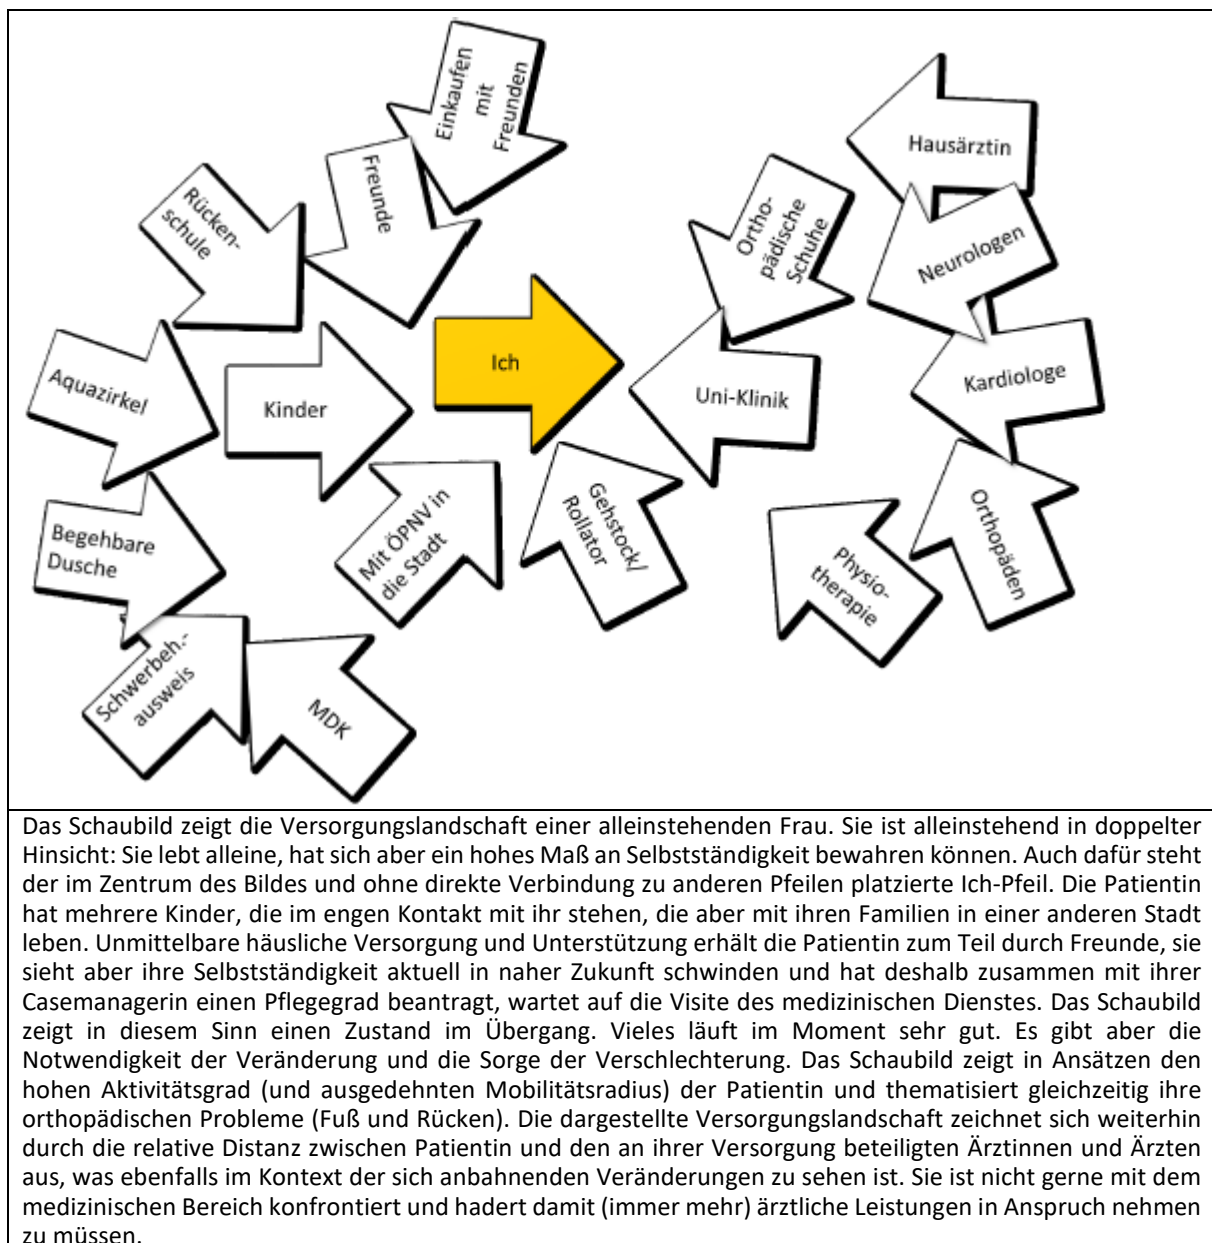 Einkaufen
mit
Freunden
Freunde
Rücken-
schule
Aquazirkel
Kinder
Begehbare
Dusche
Schwerbeh.-
ausweis
MDK
Mit ÖPNV in
die Stadt
Ich
Gehstock/
Rollator
Ortho-
pädische
Schuhe
Uni-Klinik
Hausärztin
Neurologen
Kardiologe
Orthopäden
Physio-
therapie
Das Schaubild zeigt die Versorgungslandschaft einer alleinstehenden Frau. Sie ist alleinstehend in doppelter
Hinsicht: Sie lebt alleine, hat sich aber ein hohes Maß an Selbstständigkeit bewahren können. Auch dafür steht
der im Zentrum des Bildes und ohne direkte Verbindung zu anderen Pfeilen platzierte Ich-Pfeil. Die Patientin
hat mehrere Kinder, die im engen Kontakt mit ihr stehen, die aber mit ihren Familien in einer anderen Stadt
leben. Unmittelbare häusliche Versorgung und Unterstützung erhält die Patientin zum Teil durch Freunde, sie
sieht aber ihre Selbstständigkeit aktuell in naher Zukunft schwinden und hat deshalb zusammen mit ihrer
Casemanagerin einen Pflegegrad beantragt, wartet auf die Visite des medizinischen Dienstes. Das Schaubild
zeigt in diesem Sinn einen Zustand im Übergang. Vieles läuft im Moment sehr gut. Es gibt aber die
Notwendigkeit der Veränderung und die Sorge der Verschlechterung. Das Schaubild zeigt in Ansätzen den
hohen Aktivitätsgrad (und ausgedehnten Mobilitätsradius) der Patientin und thematisiert gleichzeitig ihre
orthopädischen Probleme (Fuß und Rücken). Die dargestellte Versorgungslandschaft zeichnet sich weiterhin
durch die relative Distanz zwischen Patientin und den an ihrer Versorgung beteiligten Ärztinnen und Ärzten
aus, was ebenfalls im Kontext der sich anbahnenden Veränderungen zu sehen ist. Sie ist nicht gerne mit dem
medizinischen Bereich konfrontiert und hadert damit (immer mehr) ärztliche Leistungen in Anspruch nehmen
zu müssen.